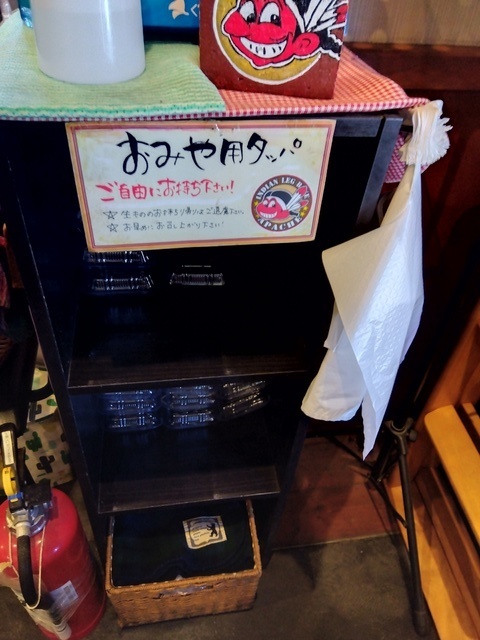 おみや用タッパ
ご自由にお持ち下さい!
☆ 生もののお持ち帰りはご遠慮下さい
☆ お早めにお召し上がり下さい
INDIAN LEG BONE
APACHE